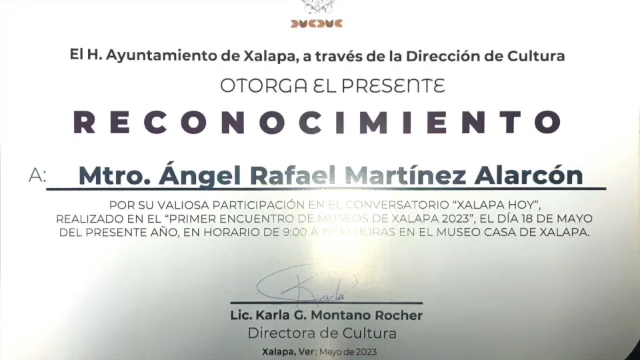 El H. Ayuntamiento de Xalapa, a través de la Dirección de Cultura
OTORGA EL PRESENTE
RECONOCIMIENTO
A: Mtro. Ángel Rafael Martínez Alarcón
POR SU VALIOSA PARTICIPACIÓN EN EL CONVERSATORIO “XALAPA HOY”,
REALIZADO EN EL “PRIMER ENCUENTRO DE MUSEOS DE XALAPA 2023”, EL DÍA 18 DE MAYO
DEL PRESENTE AÑO, EN HORARIO DE 9:00 A HORAS EN EL MUSEO CASA DE XALAPA.
Lic. Karla G. Montano Rocher
Directora de Cultura
Xalapa, Ver; Mayo de 2023